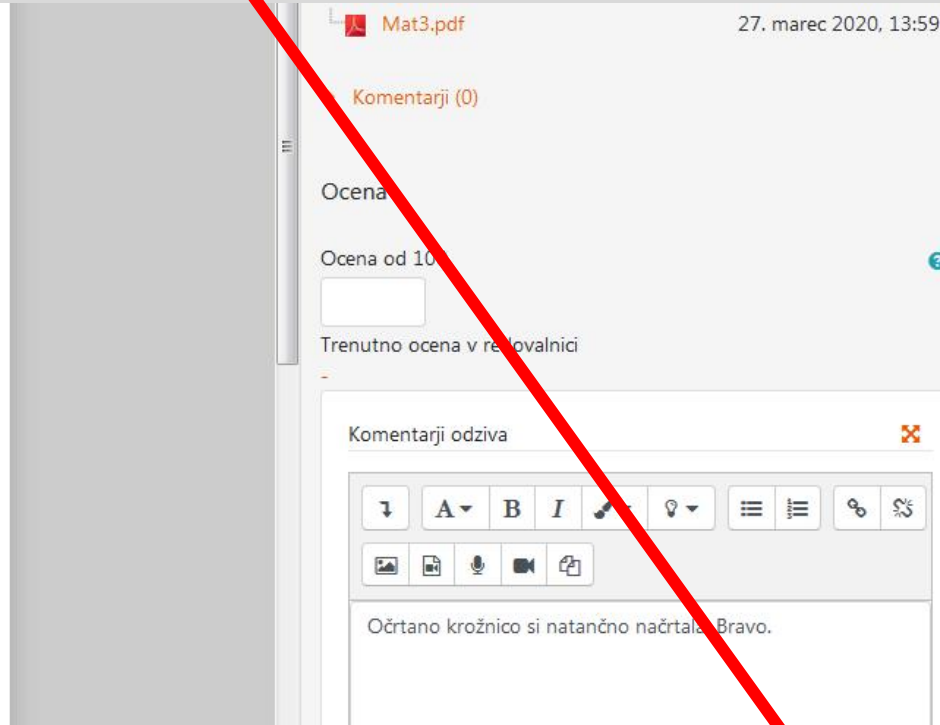 Mat3.pdf 27. marec 2020, 13:59
Komentarji (0)
Ocena
Ocena od 10
Trenutno ocena v redovalnici
-
Komentarji odziva
A B I
Očrtano krožnico si natančno načrtala. Bravo.